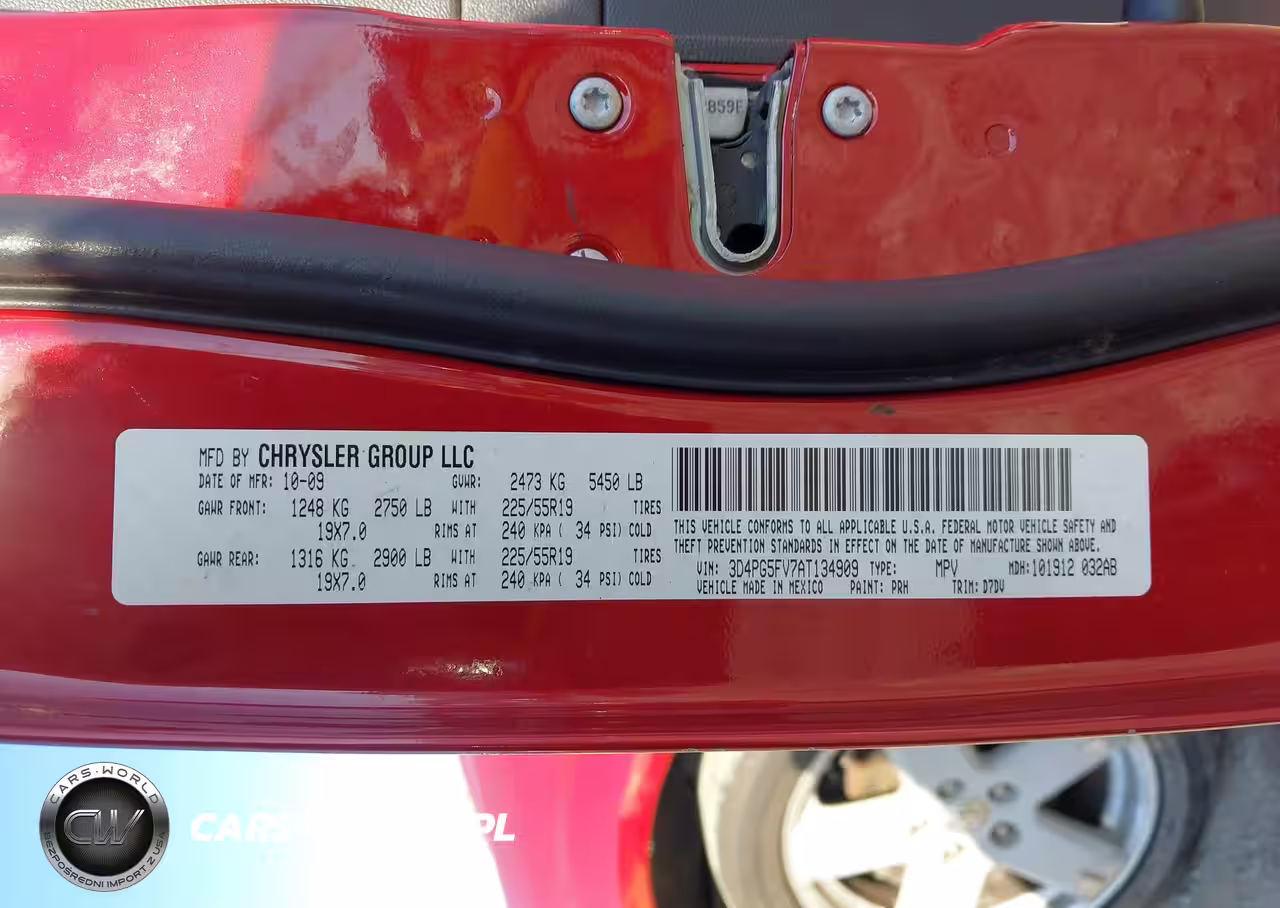 859E
MFD BY CHRYSLER GROUP LLC
DATE OF MFR: 10-09 GVWR: 2473 KG 5450 LB
GAWR FRONT: 1248 KG 2750 LB WITH 225/55R19 TIRES
19X7.0 RIMS AT 240 KPA ( 34 PSI) COLD
GAWR REAR: 1316 KG 2900 LB WITH 225/55R19 TIRES
19X7.0 RIMS AT 240 KPA ( 34 PSI) COLD
THIS VEHICLE CONFORMS TO ALL APPLICABLE U.S.A. FEDERAL MOTOR VEHICLE SAFETY AND
THEFT PREVENTION STANDARDS IN EFFECT ON THE DATE OF MANUFACTURE SHOWN ABOVE.
VIN: 3D4PG5FV7AT134909 TYPE: MPV MDH:101912 032AB
VEHICLE MADE IN MEXICO PAINT: PRH TRIM: D7DV
CARS-WORLD
CW
BEZPOŚREDNI IMPORT Z USA